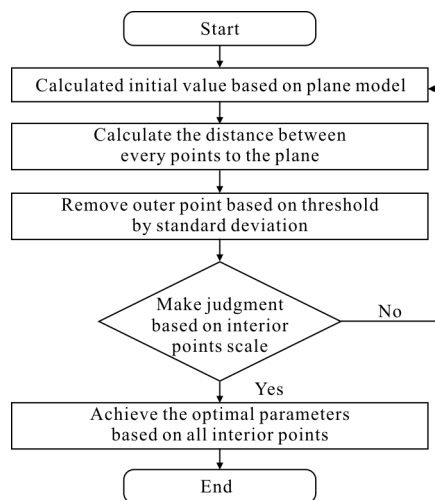 Start
Calculated initial value based on plane model
Calculate the distance between
every points to the plane
Remove outer point based on threshold
by standard deviation
Make judgment
based on interior
points scale
No
Yes
Achieve the optimal parameters
based on all interior points
End